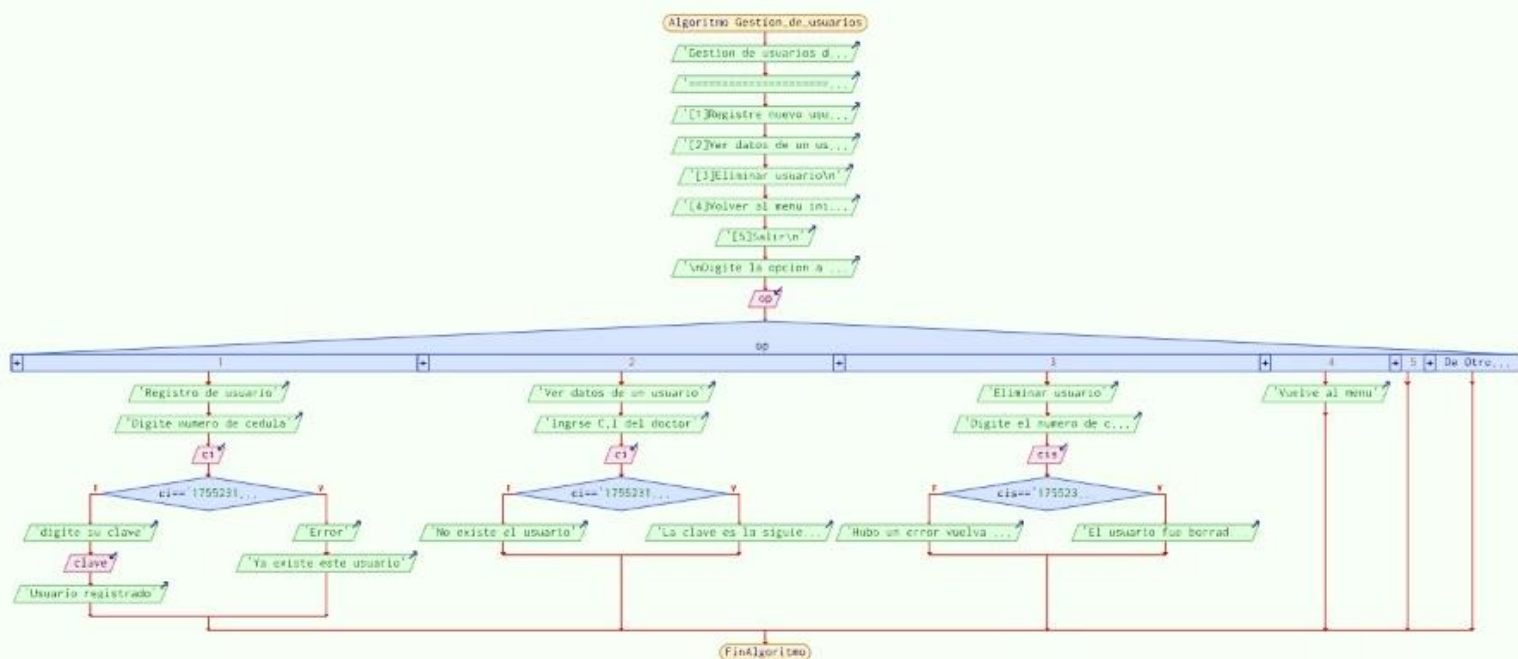 Algoritmo Gestion_de_usuarios
'Gestion de usuarios d...
'=====================...
'[1]Registre nuevo usu...
'[2]Ver datos de un us...
'[3]Eliminar usuario\n'
'[4]Volver al menu ini...
'[5]Salir\n'
'\nDigite la opcion a ...
op
op
+ 1 + 2 + 3 + 4 + 5 + De Otro...
'Registro de usuario' 'Ver datos de un usuario' 'Eliminar usuario' 'Vuelve al menu'
'Digite numero de cedula' 'Ingrse C,I del doctor' 'Digite el numero de c...
ci ci cis
F ci=='1755231... V F ci=='1755231... V F cis=='175523... V
'digite su clave' 'Error' 'No existe el usuario' 'La clave es la siguie... 'Hubo un error vuelva ... 'El usuario fue borrad
clave 'Ya existe este usuario'
'Usuario registrado'
FinAlgoritmo